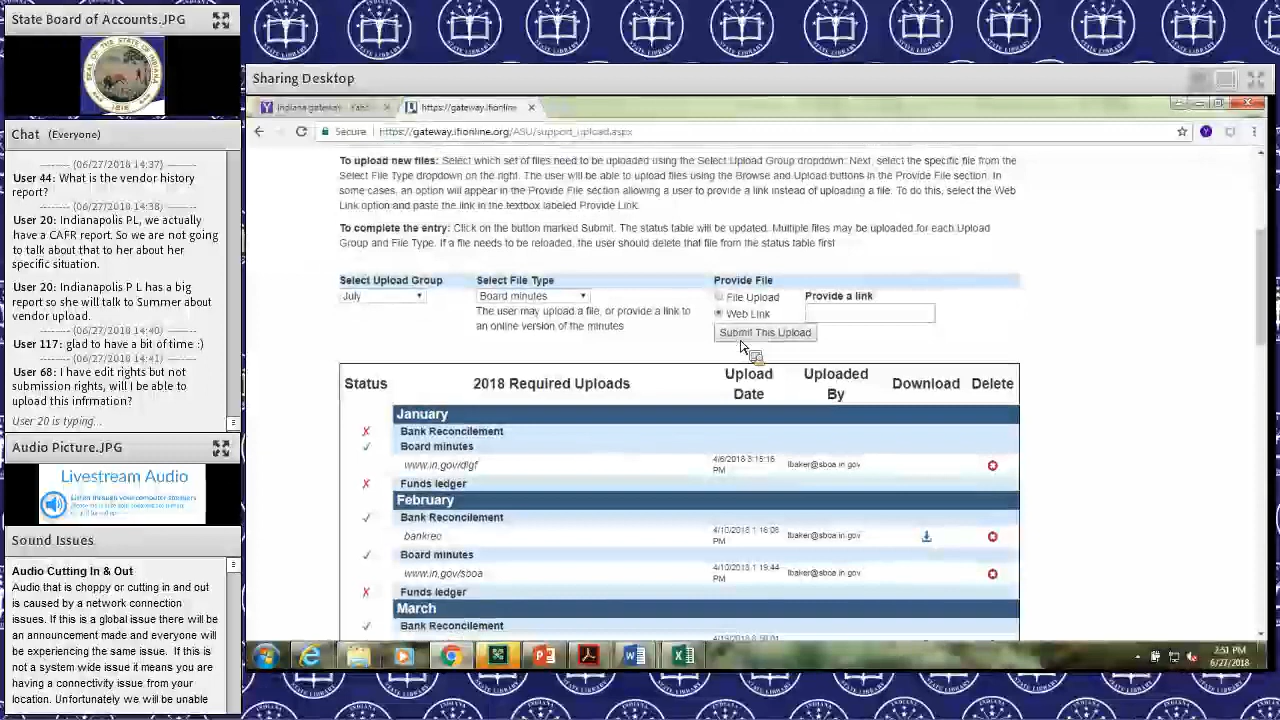 State Board of Accounts.JPG
Chat (Everyone)
(06/27/2018 14:37)
User 44: What is the vendor history
report?
(06/27/2018 14:38)
User 20: Indianapolis PL, we actually
have a CAFR report. So we are not going
to talk about that to her about her
specific situation.
User 20: Indianapolis P L has a big
report so she will talk to Summer about
vendor upload.
(06/27/2018 14:40)
User 117: glad to have a bit of time :)
(06/27/2018 14:41)
User 68: I have edit rights but not
submission rights, will I be able to
upload this infrmation?
User 20 is typing...
Audio Picture.JPG
Livestream Audio
Listen through your computer speakers
Sound Issues
Audio Cutting In & Out
Audio that is choppy or cutting in and out
is caused by a network connection
issues. If this is a global issue there will be
an announcement made and everyone will
be experiencing the same issue. If this is
not a system wide issue it means you are
having a connectivity issue from your
location. Unfortunately we will be unable
Sharing Desktop
Indiana gateway - Yaho
https://gateway.ifionline
Secure https://gateway.ifionline.org/ASU/support_upload.aspx
To upload new files: Select which set of files need to be uploaded using the Select Upload Group dropdown. Next, select the specific file from the
Select File Type dropdown on the right. The user will be able to upload files using the Browse and Upload buttons in the Provide File section. In
some cases, an option will appear in the Provide File section allowing a user to provide a link instead of uploading a file. To do this, select the Web
Link option and paste the link in the textbox labeled Provide Link.
To complete the entry: Click on the button marked Submit. The status table will be updated. Multiple files may be uploaded for each Upload
Group and File Type. If a file needs to be reloaded, the user should delete that file from the status table first
Select Upload Group Select File Type Provide File
July Board minutes File Upload Provide a link
The user may upload a file, or provide a link to
an online version of the minutes
Web Link
Submit This Upload
Status 2018 Required Uploads Upload Date Uploaded By Download Delete
January
✗ Bank Reconcilement
✓ Board minutes
www.in.gov/dlgf 4/6/2018 3:15:16 PM lbaker@sboa.in.gov
✗ Funds ledger
February
✓ Bank Reconcilement
bankrec 4/10/2018 1:16:06 PM lbaker@sboa.in.gov
✓ Board minutes
www.in.gov/sboa 4/10/2018 1:19:44 PM lbaker@sboa.in.gov
✗ Funds ledger
March
✓ Bank Reconcilement
2:51 PM
6/27/2018